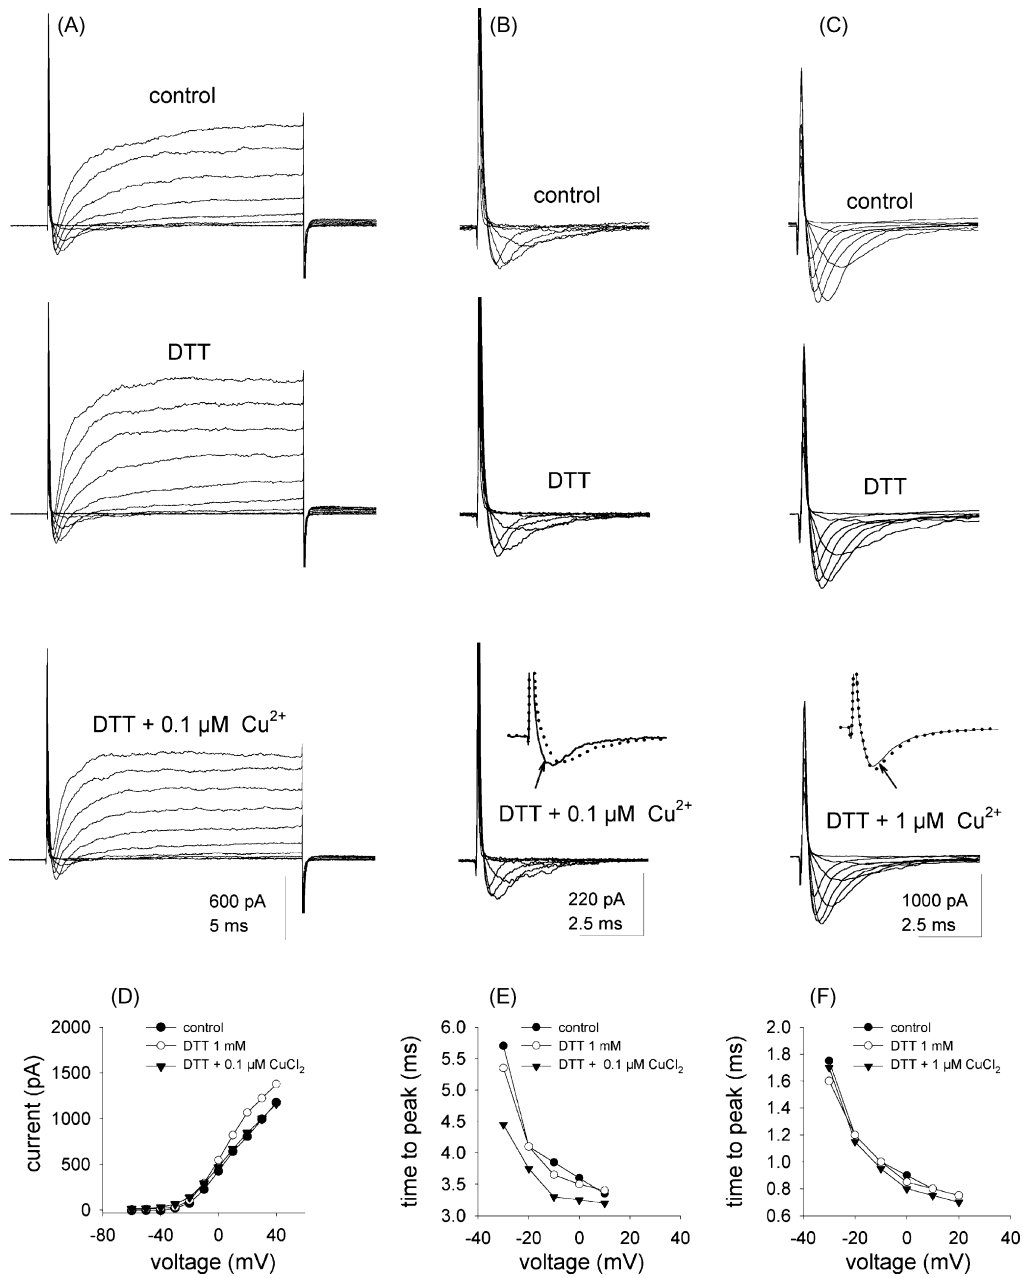 (A)
(B)
(C)
control
control
control
DTT
DTT
DTT
DTT + 0.1 µM Cu²⁺
DTT + 0.1 µM Cu²⁺
DTT + 1 µM Cu²⁺
600 pA
5 ms
220 pA
2.5 ms
1000 pA
2.5 ms
(D)
control
DTT 1 mM
DTT + 0.1 µM CuCl₂
current (pA)
2000
1500
1000
500
0
-80
-40
0
40
voltage (mV)
(E)
control
DTT 1 mM
DTT + 0.1 µM CuCl₂
time to peak (ms)
6.0
5.5
5.0
4.5
4.0
3.5
3.0
-40
-20
0
20
40
voltage (mV)
(F)
control
DTT 1 mM
DTT + 1 µM CuCl₂
time to peak (ms)
2.0
1.8
1.6
1.4
1.2
1.0
0.8
0.6
-40
-20
0
20
40
voltage (mV)